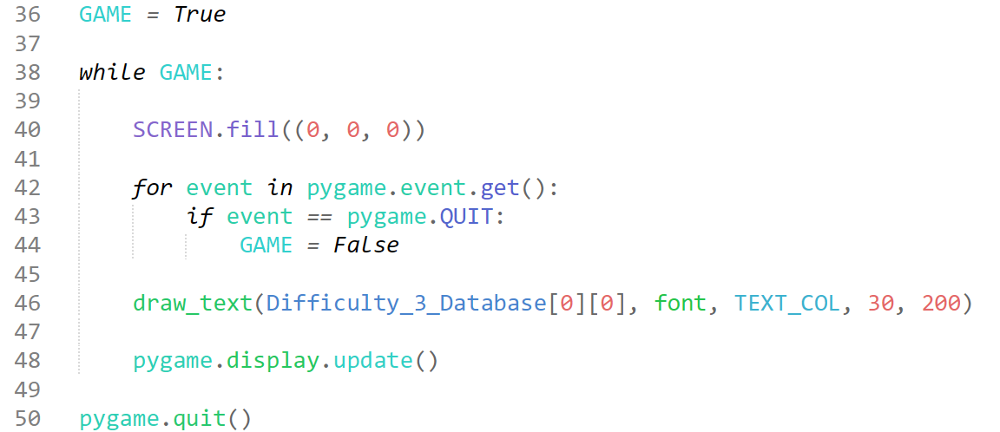 36 GAME = True
37
38 while GAME:
39
40 SCREEN.fill((0, 0, 0))
41
42 for event in pygame.event.get():
43 if event == pygame.QUIT:
44 GAME = False
45
46 draw_text(Difficulty_3_Database[0][0], font, TEXT_COL, 30, 200)
47
48 pygame.display.update()
49
50 pygame.quit()